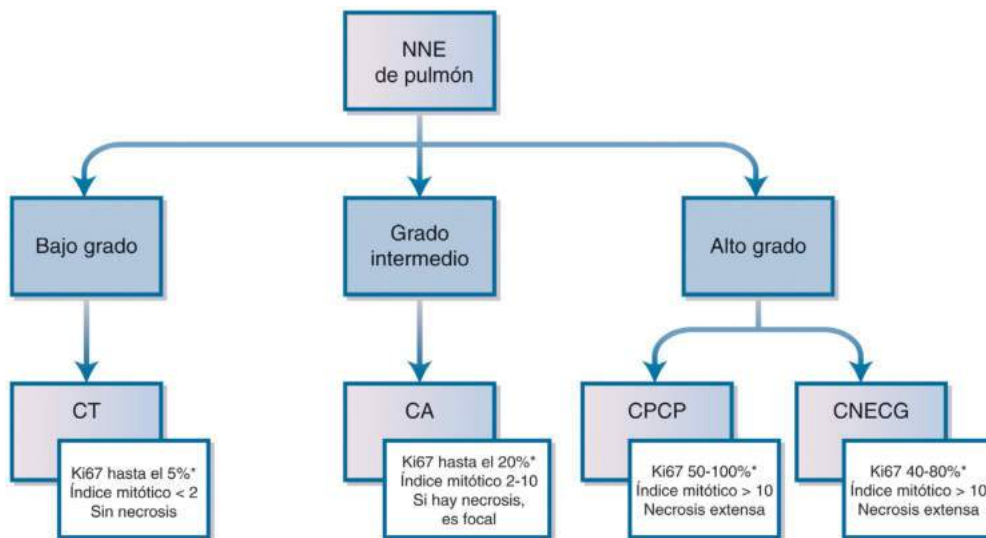 NNE
de pulmón
Bajo grado
Grado
intermedio
Alto grado
CT
Ki67 hasta el 5%*
Índice mitótico < 2
Sin necrosis
CA
Ki67 hasta el 20%*
Índice mitótico 2-10
Si hay necrosis,
es focal
CPCP
Ki67 50-100%*
Índice mitótico > 10
Necrosis extensa
CNECG
Ki67 40-80%*
Índice mitótico > 10
Necrosis extensa